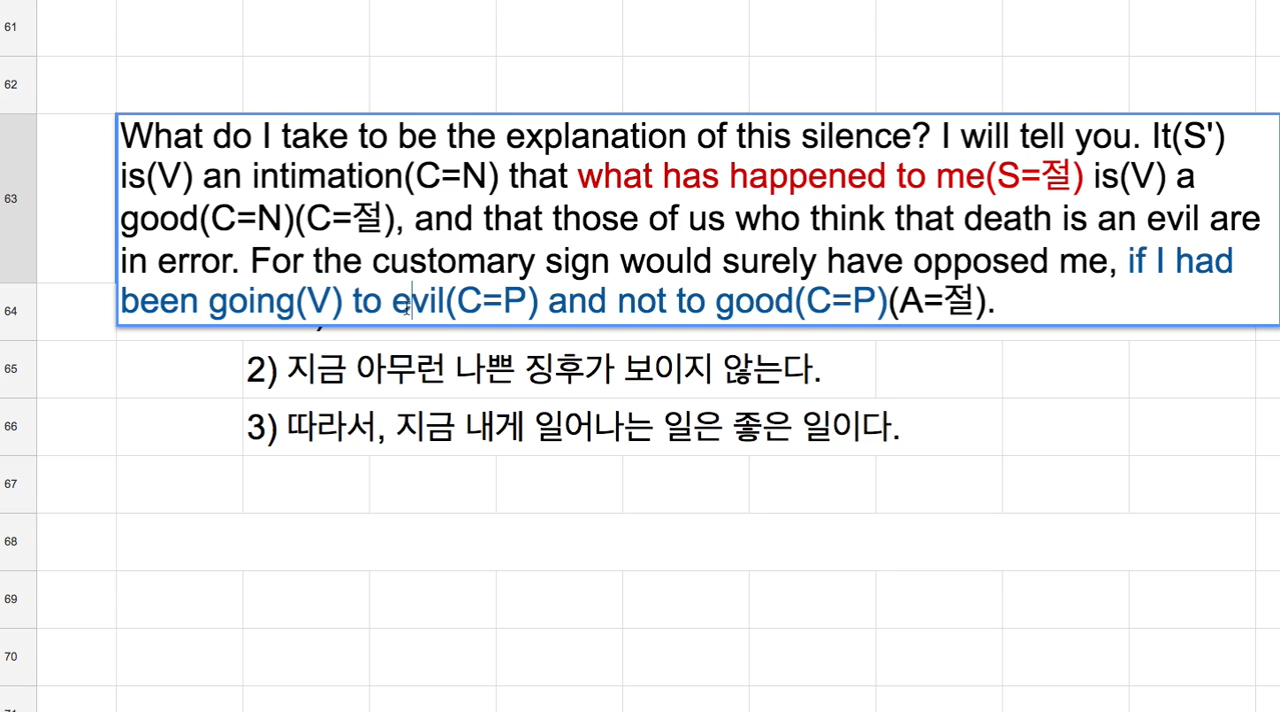 61
62
63
What do I take to be the explanation of this silence? I will tell you. It(S')
is(V) an intimation(C=N) that what has happened to me(S=절) is(V) a
good(C=N)(C=절), and that those of us who think that death is an evil are
in error. For the customary sign would surely have opposed me, if I had
64
been going(V) to evil(C=P) and not to good(C=P)(A=절).
65
2) 지금 아무런 나쁜 징후가 보이지 않는다.
66
3) 따라서, 지금 내게 일어나는 일은 좋은 일이다.
67
68
69
70